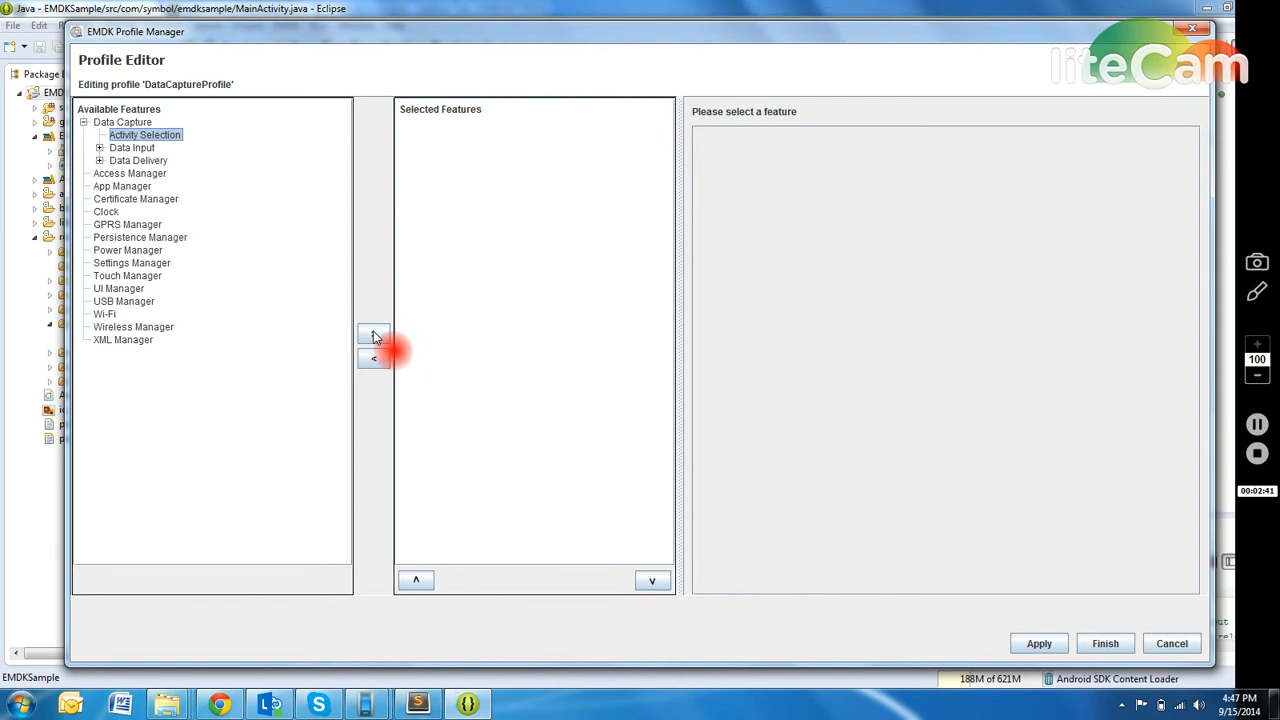 Java - EMDKSample/src/com/symbol/emdksample/MainActivity.java - Eclipse
File Edit
EMDK Profile Manager
liteCam
Profile Editor
Editing profile 'DataCaptureProfile'
Package
Available Features
Selected Features
Please select a feature
Data Capture
Activity Selection
Data Input
Data Delivery
Access Manager
App Manager
Certificate Manager
Clock
GPRS Manager
Persistence Manager
Power Manager
Settings Manager
Touch Manager
UI Manager
USB Manager
Wi-Fi
Wireless Manager
XML Manager
<
100
00:02:41
Apply Finish Cancel
EMDKSample
188M of 621M
Android SDK Content Loader
4:47 PM
9/15/2014